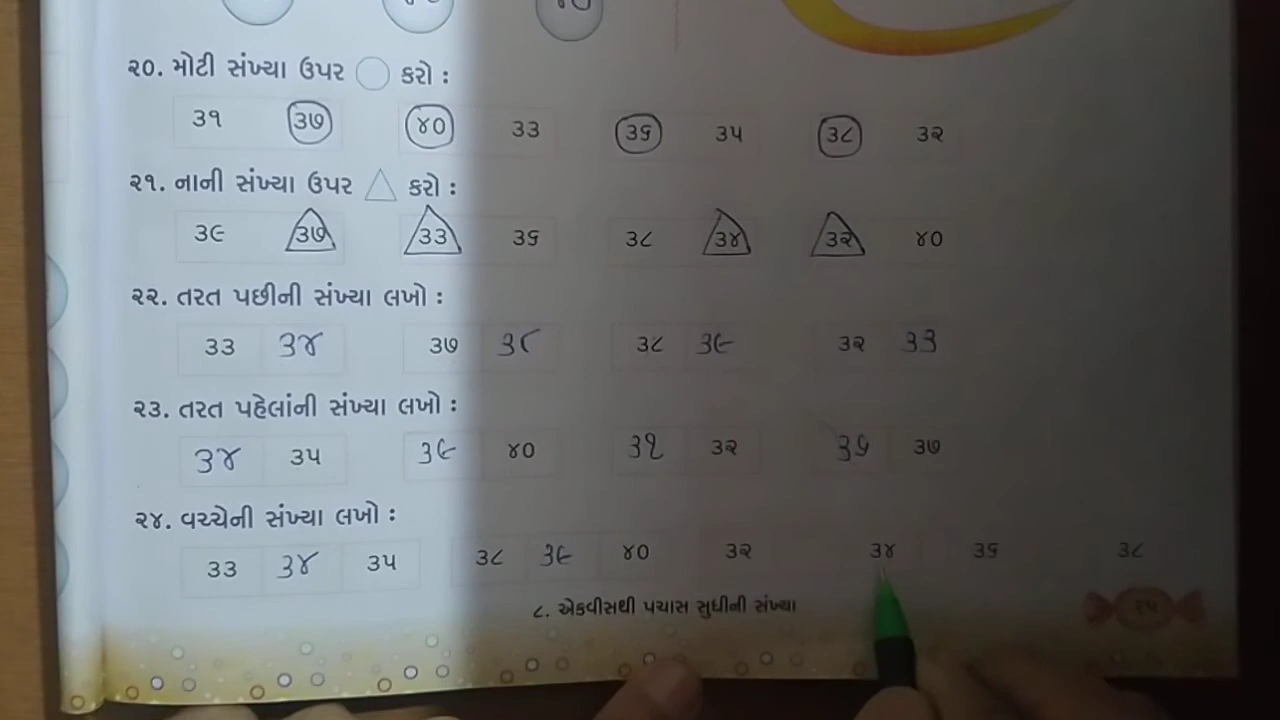 ૨૦. મોટી સંખ્યા ઉપર કરો :
૩૧ ૩૭ ૪૦ ૩૩ ૩૬ ૩૫ ૩૮ ૩૨
૨૧. નાની સંખ્યા ઉપર કરો :
૩૯ ૩૭ ૩૩ ૩૬ ૩૮ ૩૪ ૩૨ ૪૦
૨૨. તરત પછીની સંખ્યા લખો :
૩૩ ૩૪ ૩૭ ૩૮ ૩૮ ૩૯ ૩૨ ૩૩
૨૩. તરત પહેલાંની સંખ્યા લખો :
૩૪ ૩૫ ૩૯ ૪૦ ૩૧ ૩૨ ૩૬ ૩૭
૨૪. વચ્ચેની સંખ્યા લખો :
૩૩ ૩૪ ૩૫ ૩૮ ૩૯ ૪૦ ૩૨ ૩૪ ૩૬ ૩૮
૮. એકવીસથી પચાસ સુધીની સંખ્યા
૨૫